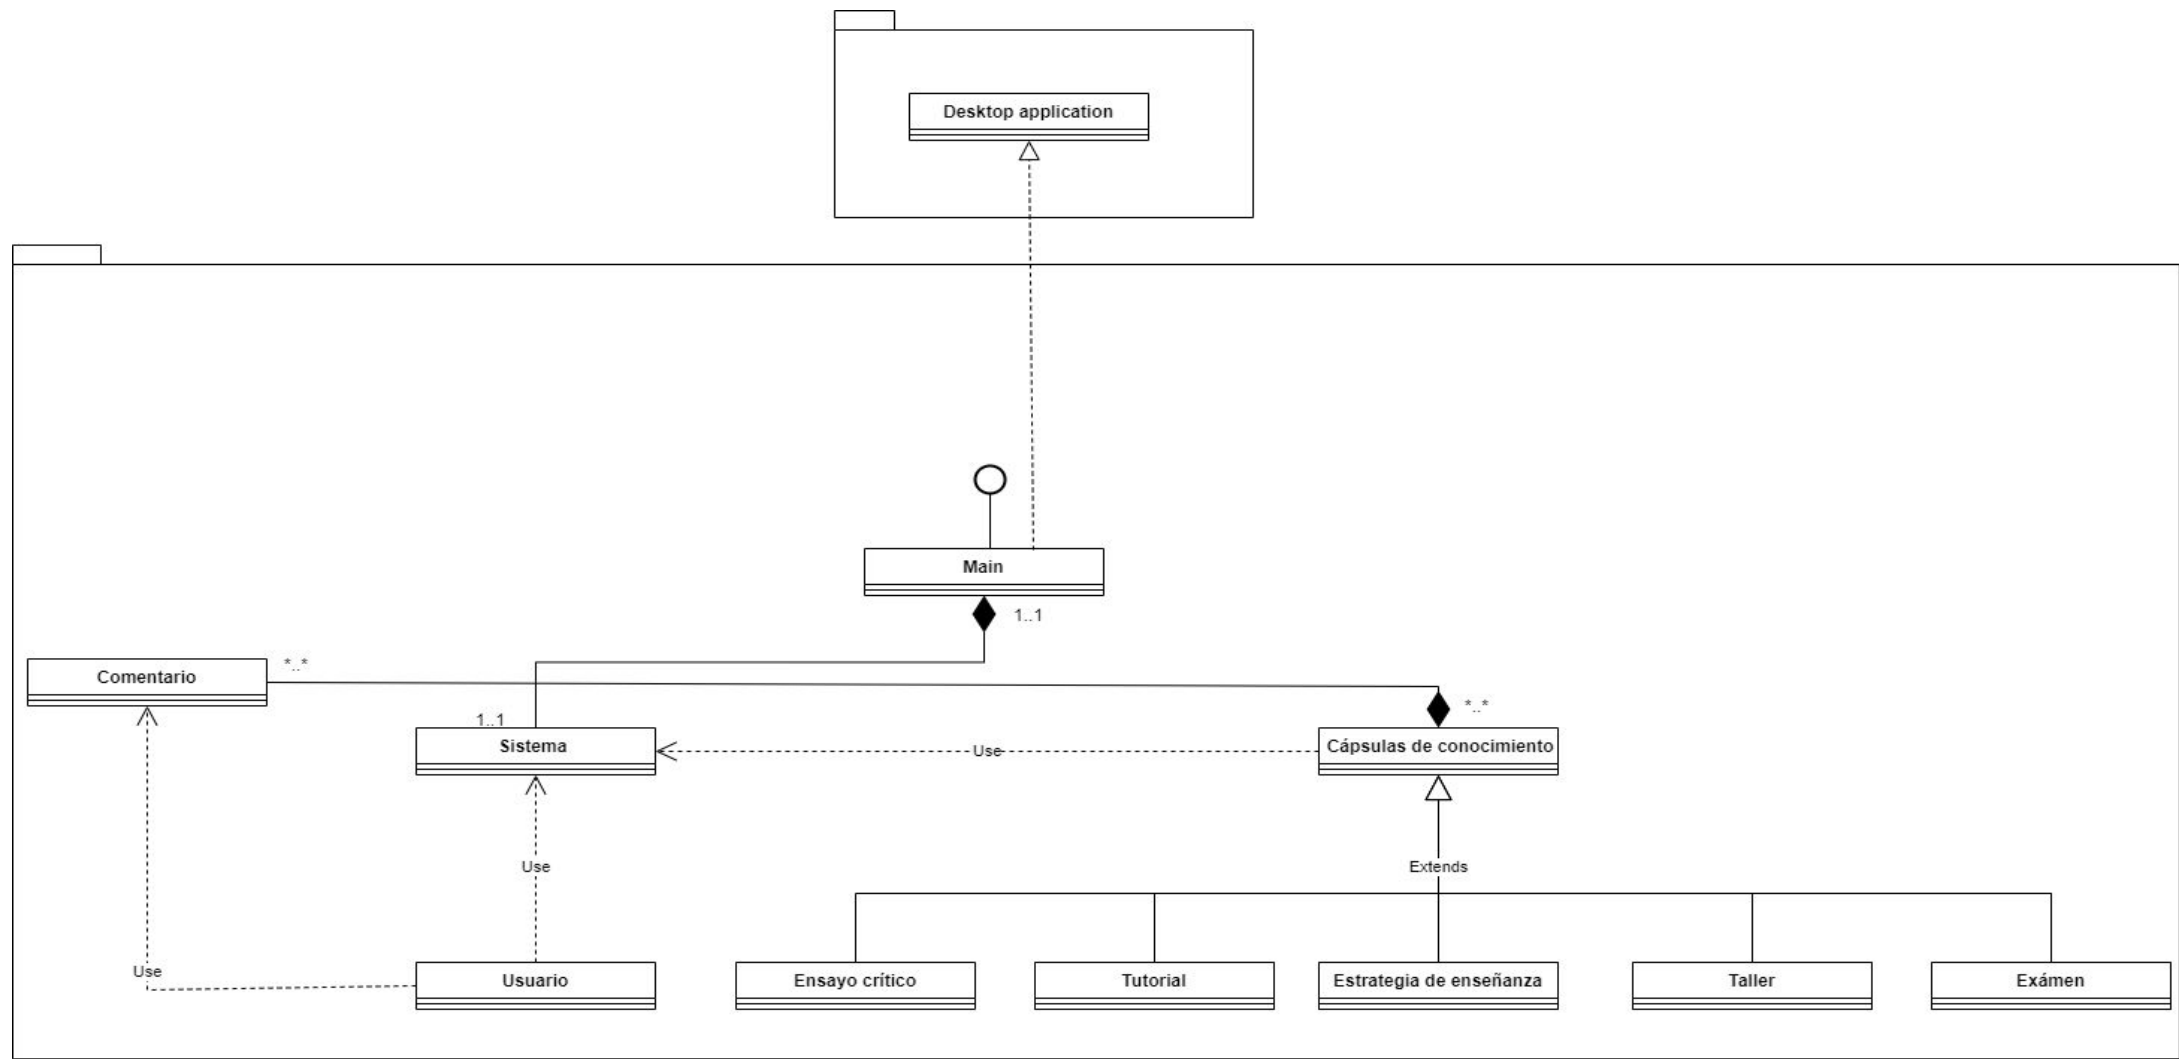 Desktop application
Main
1..1
Comentario
*..*
1..1
Sistema
Use
*..*
Cápsulas de conocimiento
Use
Extends
Use
Usuario
Ensayo crítico
Tutorial
Estrategia de enseñanza
Taller
Exámen